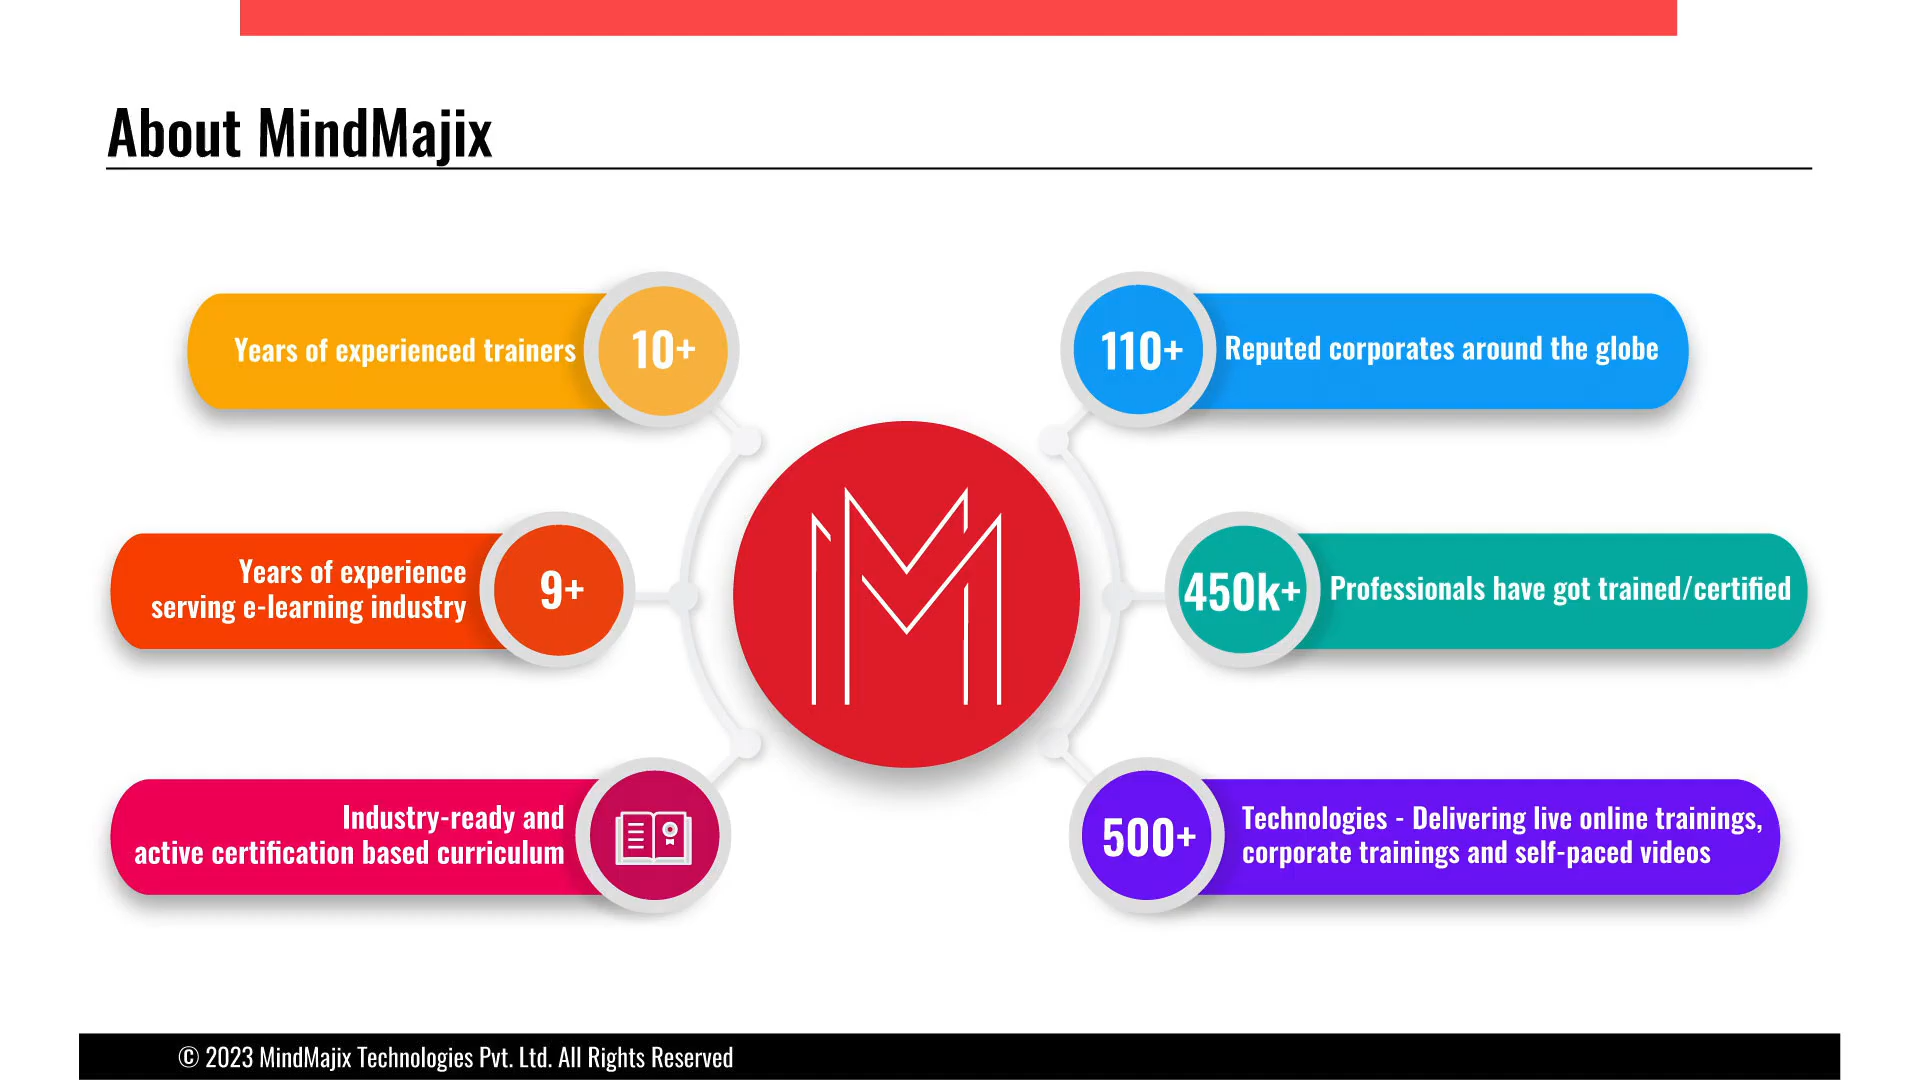 About MindMajix
Years of experienced trainers
10+
110+
Reputed corporates around the globe
Years of experience
serving e-learning industry
9+
450k+
Professionals have got trained/certified
Industry-ready and
active certification based curriculum
500+
Technologies - Delivering live online trainings,
corporate trainings and self-paced videos
© 2023 MindMajix Technologies Pvt. Ltd. All Rights Reserved